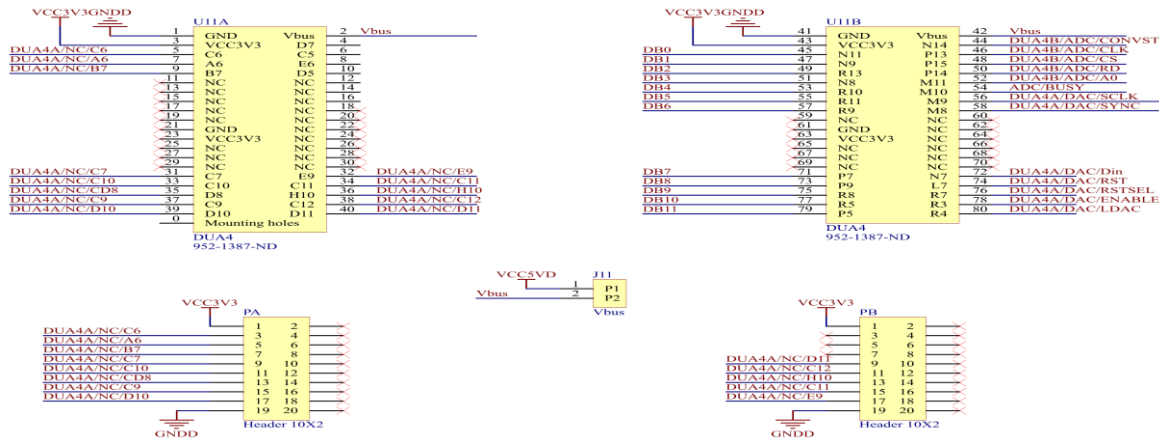 VCC3V3 GNDD
U11A
1 GND Vbus 2 Vbus
3 VCC3V3 D7 4
DUA4A/NC/C6 5 C6 C5 6
DUA4A/NC/A6 7 A6 E6 8
DUA4A/NC/B7 9 B7 D5 10
11 NC NC 12
13 NC NC 14
15 NC NC 16
17 NC NC 18
19 NC NC 20
21 GND NC 22
23 VCC3V3 NC 24
25 NC NC 26
27 NC NC 28
29 NC NC 30
DUA4A/NC/C7 31 C7 E9 32 DUA4A/NC/E9
DUA4A/NC/C10 33 C10 C11 34 DUA4A/NC/C11
DUA4A/NC/CD8 35 D8 H10 36 DUA4A/NC/H10
DUA4A/NC/C9 37 C9 C12 38 DUA4A/NC/C12
DUA4A/NC/D10 39 D10 D11 40 DUA4A/NC/D11
0 Mounting holes
DUA4
952-1387-ND
VCC3V3 GNDD
U11B
41 GND Vbus 42 Vbus
43 VCC3V3 N14 44 DUA4B/ADC/CONVST
DB0 45 N11 P13 46 DUA4B/ADC/CLK
DB1 47 N9 P15 48 DUA4B/ADC/CS
DB2 49 R13 P14 50 DUA4B/ADC/RD
DB3 51 N8 M11 52 DUA4B/ADC/A0
DB4 53 R10 M10 54 ADC/BUSY
DB5 55 R11 M9 56 DUA4A/DAC/SCLK
DB6 57 R9 M8 58 DUA4A/DAC/SYNC
59 NC NC 60
61 GND NC 62
63 VCC3V3 NC 64
65 NC NC 66
67 NC NC 68
69 NC NC 70
DB7 71 P7 N7 72 DUA4A/DAC/Din
DB8 73 P9 L7 74 DUA4A/DAC/RST
DB9 75 R8 R7 76 DUA4A/DAC/RSTSEL
DB10 77 R5 R3 78 DUA4A/DAC/ENABLE
DB11 79 P5 R4 80 DUA4A/DAC/LDAC
DUA4
952-1387-ND
VCC5VD
J11
1 P1
Vbus 2 P2
Vbus
VCC3V3
PA
1 2
DUA4A/NC/C6 3 4
DUA4A/NC/A6 5 6
DUA4A/NC/B7 7 8
DUA4A/NC/C7 9 10
DUA4A/NC/C10 11 12
DUA4A/NC/CD8 13 14
DUA4A/NC/C9 15 16
DUA4A/NC/D10 17 18
19 20
GNDD
Header 10X2
VCC3V3
PB
1 2
3 4
5 6
7 8
DUA4A/NC/D11 9 10
DUA4A/NC/C12 11 12
DUA4A/NC/H10 13 14
DUA4A/NC/C11 15 16
DUA4A/NC/E9 17 18
19 20
GNDD
Header 10X2